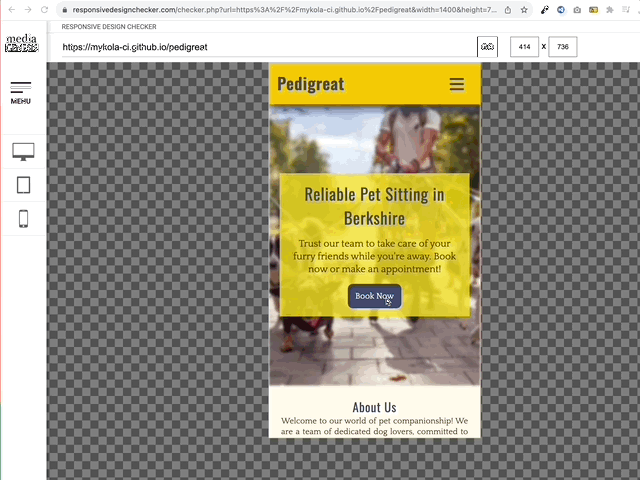 responsivedesignchecker.com/checker.php?url=https%3A%2F%2Fmykola-ci.github.io%2Fpedigreat&width=1400&height=7...
RESPONSIVE DESIGN CHECKER
media
https://mykola-ci.github.io/pedigreat
414 X 736
MENU
Pedigreat
Reliable Pet Sitting in
Berkshire
Trust our team to take care of your
furry friends while you're away. Book
now or make an appointment!
Book Now
About Us
Welcome to our world of pet companionship! We
are a team of dedicated dog lovers, committed to